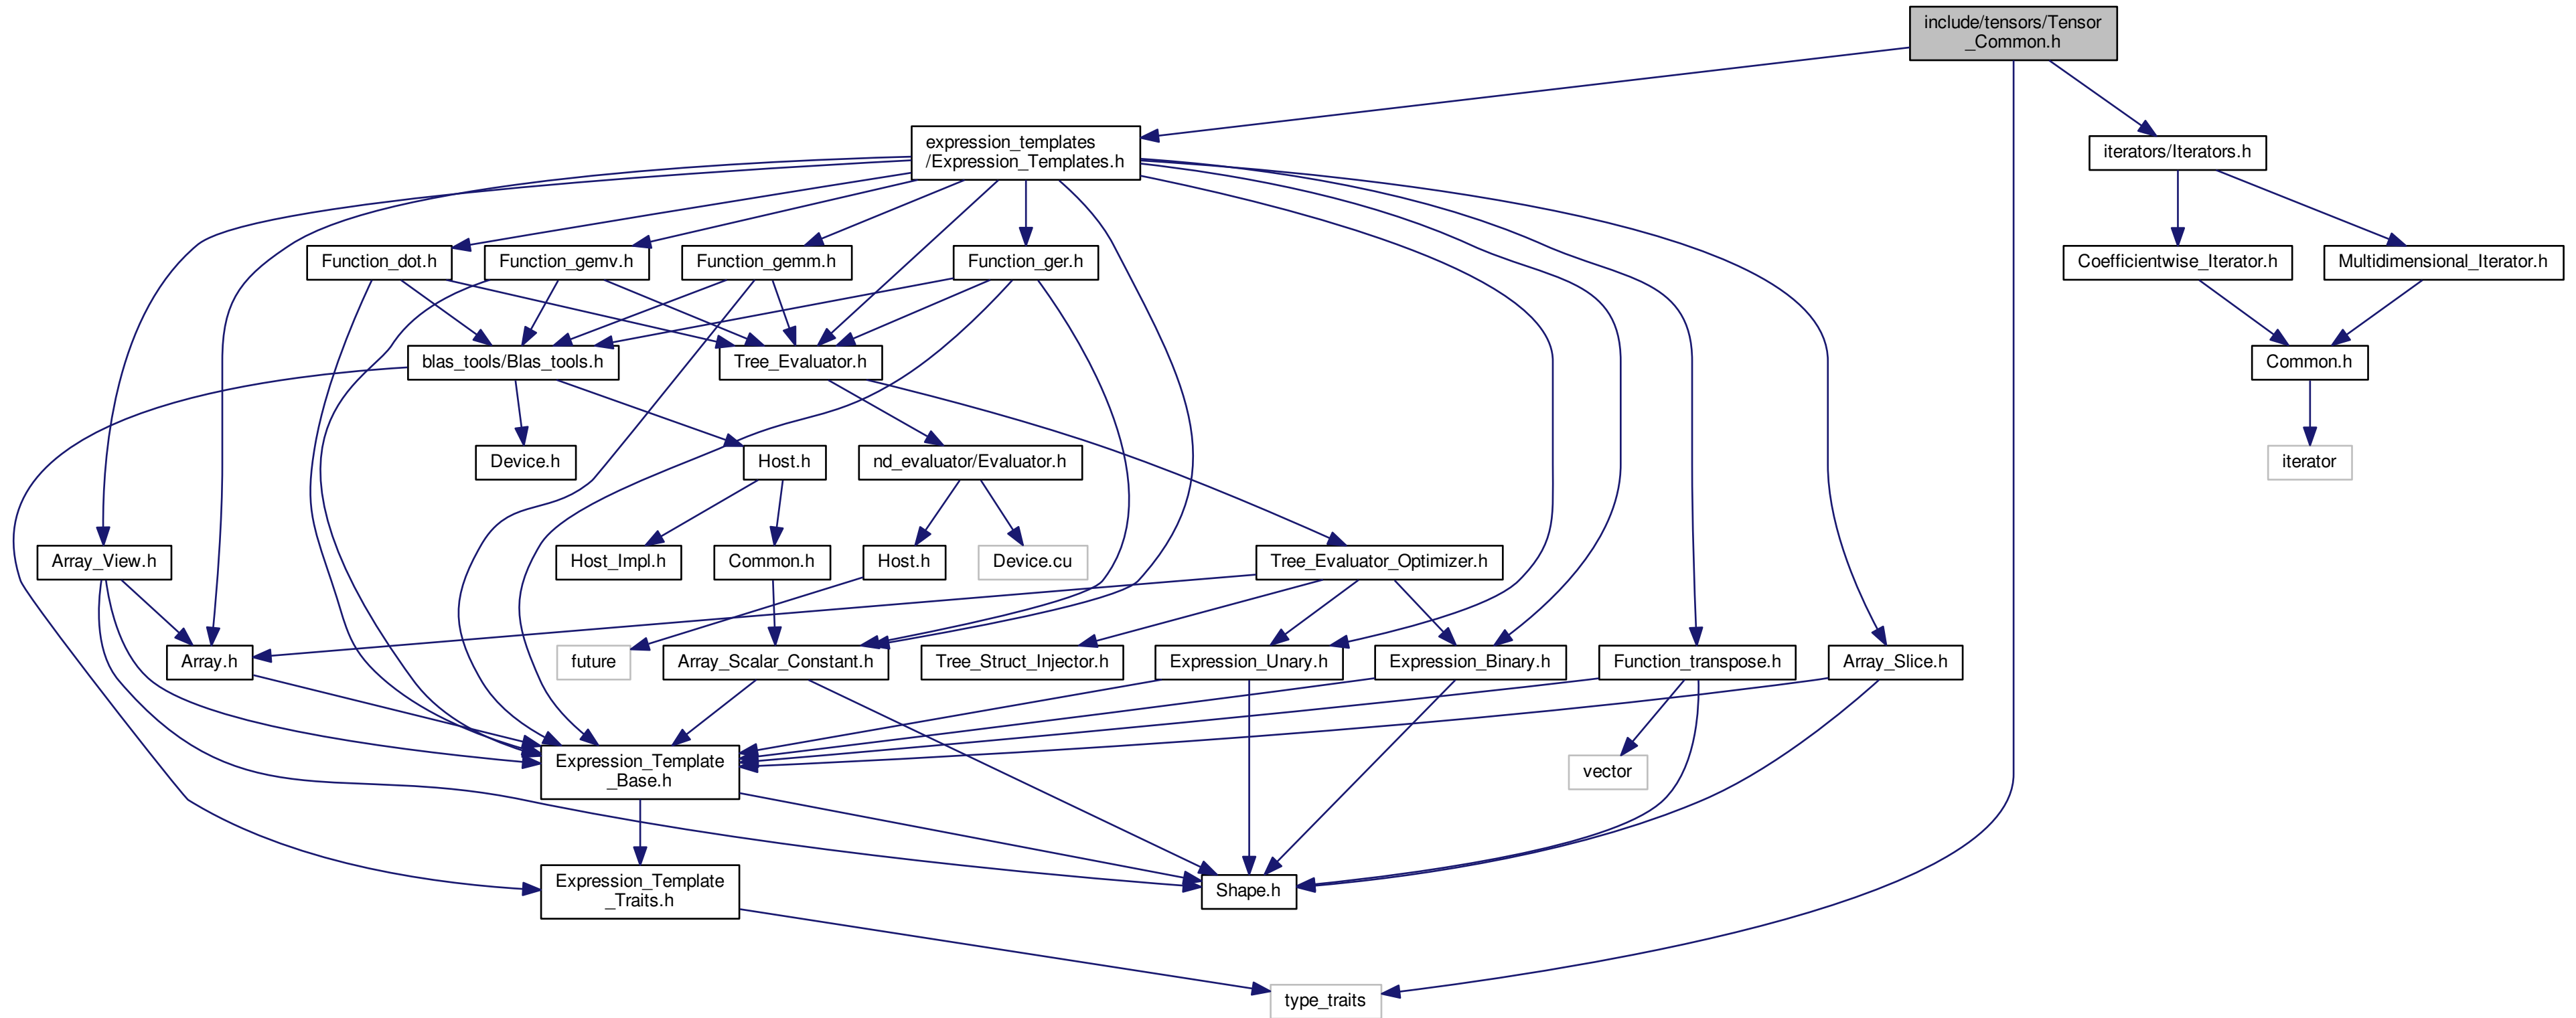 include/tensors/Tensor
_Common.h
expression_templates
/Expression_Templates.h
iterators/Iterators.h
Function_dot.h
Function_gemv.h
Function_gemm.h
Function_ger.h
Coefficientwise_Iterator.h
Multidimensional_Iterator.h
blas_tools/Blas_tools.h
Tree_Evaluator.h
Common.h
Device.h
Host.h
nd_evaluator/Evaluator.h
iterator
Array_View.h
Host_Impl.h
Common.h
Host.h
Device.cu
Tree_Evaluator_Optimizer.h
Array.h
future
Array_Scalar_Constant.h
Tree_Struct_Injector.h
Expression_Unary.h
Expression_Binary.h
Function_transpose.h
Array_Slice.h
Expression_Template
_Base.h
vector
Expression_Template
_Traits.h
Shape.h
type_traits